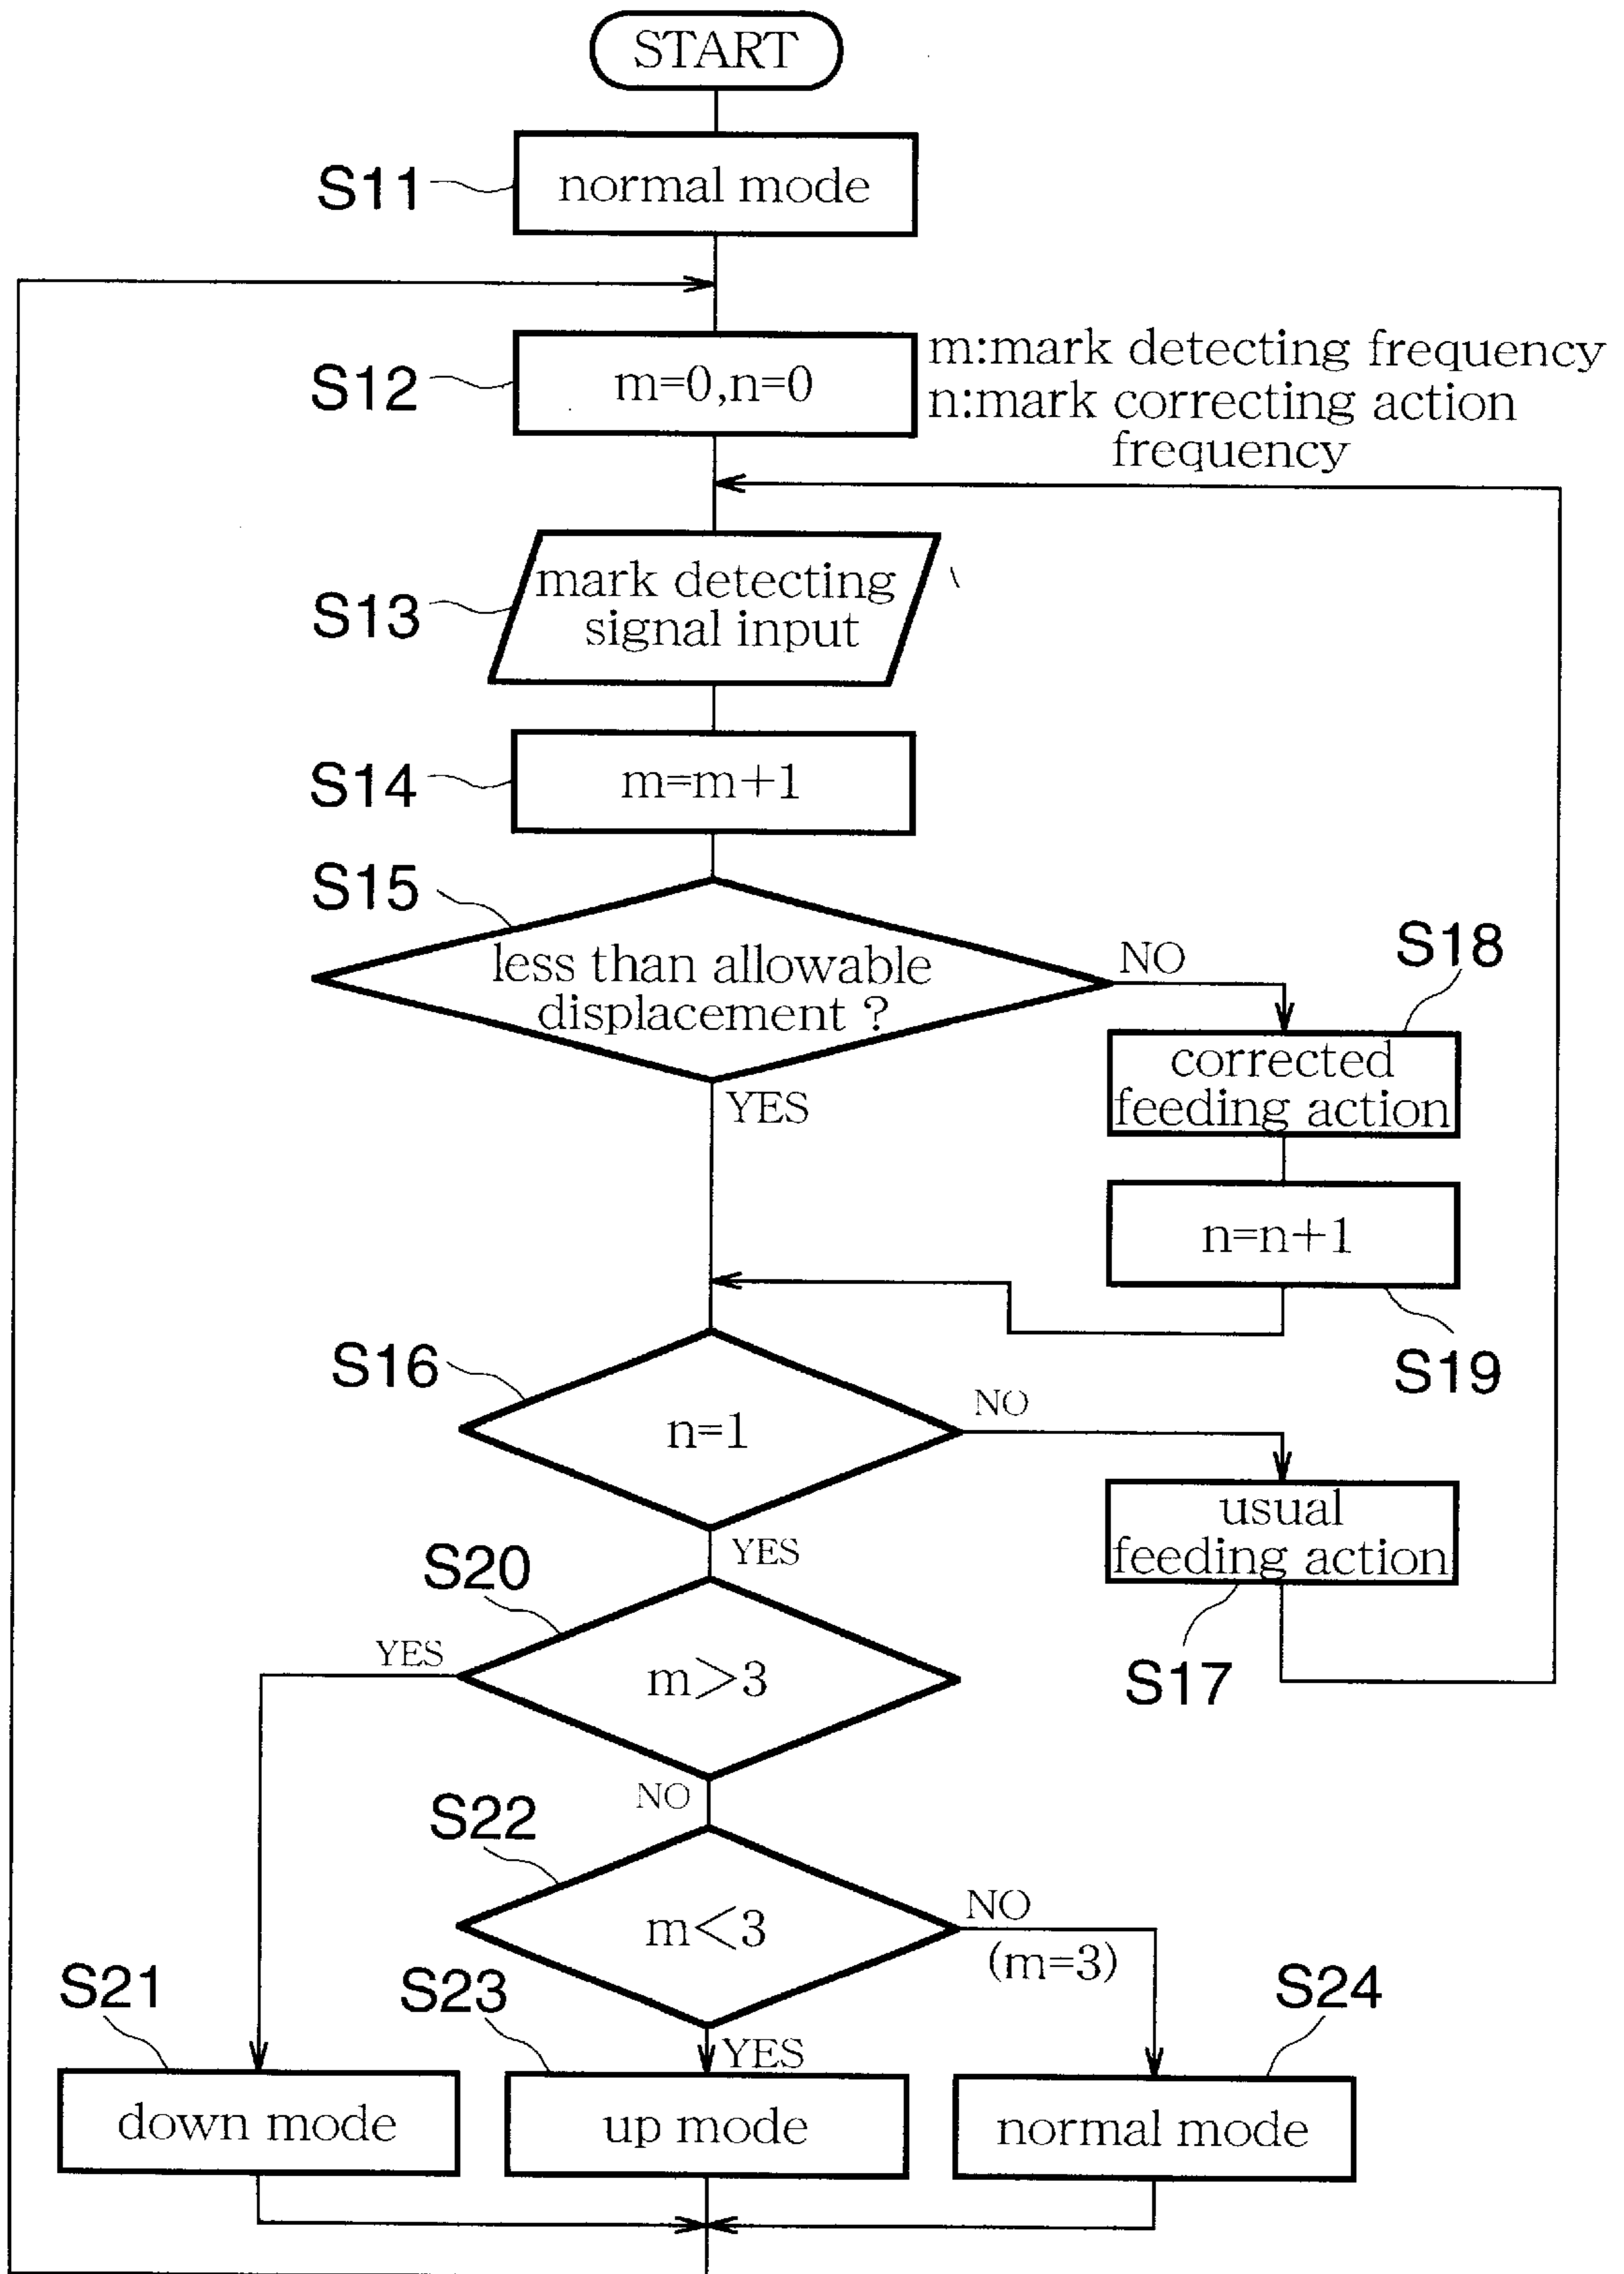 START
S11
normal mode
S12
m=0,n=0
m:mark detecting frequency
n:mark correcting action
frequency
S13
mark detecting
signal input
S14
m=m+1
S15
less than allowable
displacement ?
NO
S18
corrected
feeding action
YES
n=n+1
S19
S16
n=1
NO
usual
feeding action
S17
YES
S20
m>3
YES
NO
S22
m<3
NO
(m=3)
S21
down mode
S23
YES
up mode
S24
normal mode